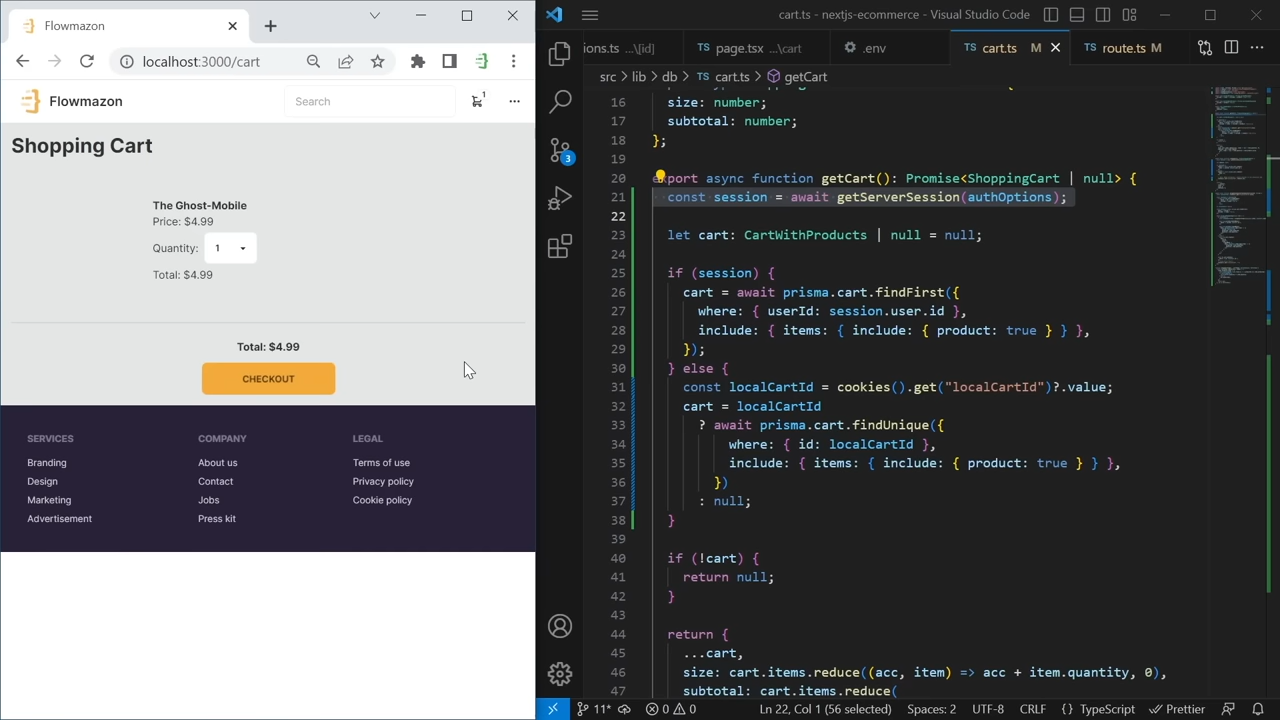 Flowmazon
localhost:3000/cart
Flowmazon
Search
1
Shopping Cart
The Ghost-Mobile
Price: $4.99
Quantity: 1
Total: $4.99
Total: $4.99
CHECKOUT
SERVICES
Branding
Design
Marketing
Advertisement
COMPANY
About us
Contact
Jobs
Press kit
LEGAL
Terms of use
Privacy policy
Cookie policy
cart.ts - nextjs-ecommerce - Visual Studio Code
ions.ts ...\[id] page.tsx ...\cart .env cart.ts M route.ts M
src > lib > db > cart.ts > getCart
3
16 size: number;
17 subtotal: number;
18 };
19
20 export async function getCart(): Promise<ShoppingCart | null> {
21 const session = await getServerSession(authOptions);
22
23 let cart: CartWithProducts | null = null;
24
25 if (session) {
26 cart = await prisma.cart.findFirst({
27 where: { userId: session.user.id },
28 include: { items: { include: { product: true } } },
29 });
30 } else {
31 const localCartId = cookies().get("localCartId")?.value;
32 cart = localCartId
33 ? await prisma.cart.findUnique({
34 where: { id: localCartId },
35 include: { items: { include: { product: true } } },
36 })
37 : null;
38 }
39
40 if (!cart) {
41 return null;
42 }
43
44 return {
45 ...cart,
46 size: cart.items.reduce((acc, item) => acc + item.quantity, 0),
47 subtotal: cart.items.reduce(
11* 0 0 Ln 22, Col 1 (56 selected) Spaces: 2 UTF-8 CRLF {} TypeScript Prettier